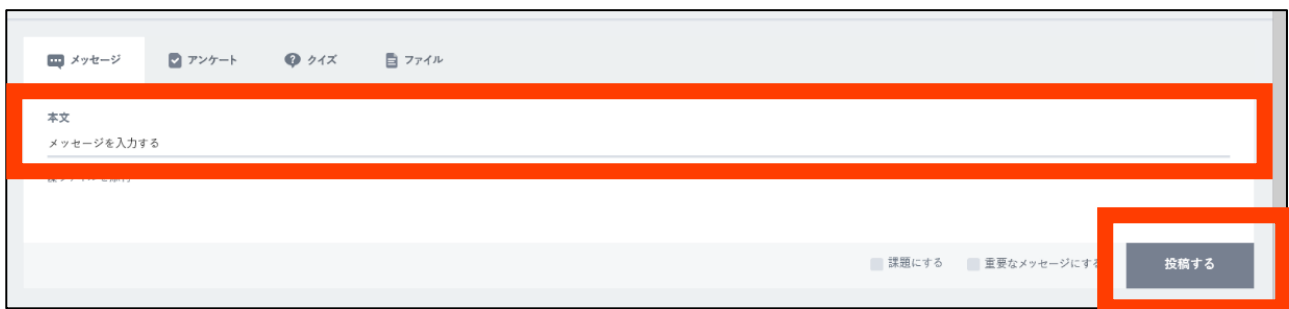 メッセージ アンケート クイズ ファイル
本文
メッセージを入力する
課題にする 重要なメッセージにする 投稿する